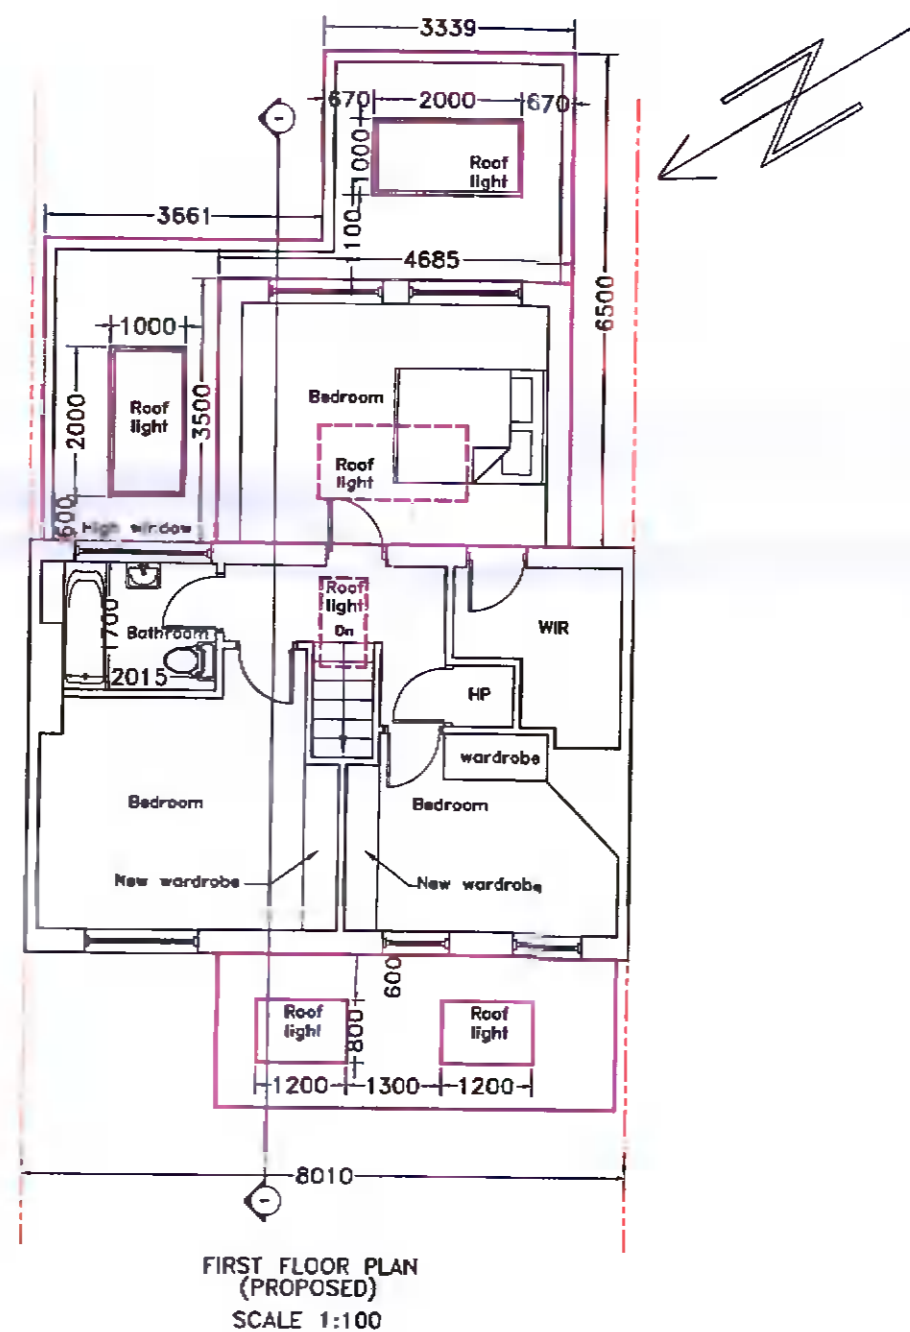 3339
670
2000
670
1000
Roof
light
3661
100
4685
6500
1000
2000
Roof
light
3500
Bedroom
Roof
light
600
High window
Roof
light
Dn
700
Bathroom
2015
WIR
HP
wardrobe
Bedroom
Bedroom
New wardrobe
New wardrobe
600
Roof
light
800
Roof
light
1200
1300
1200
8010
FIRST FLOOR PLAN
(PROPOSED)
SCALE 1:100